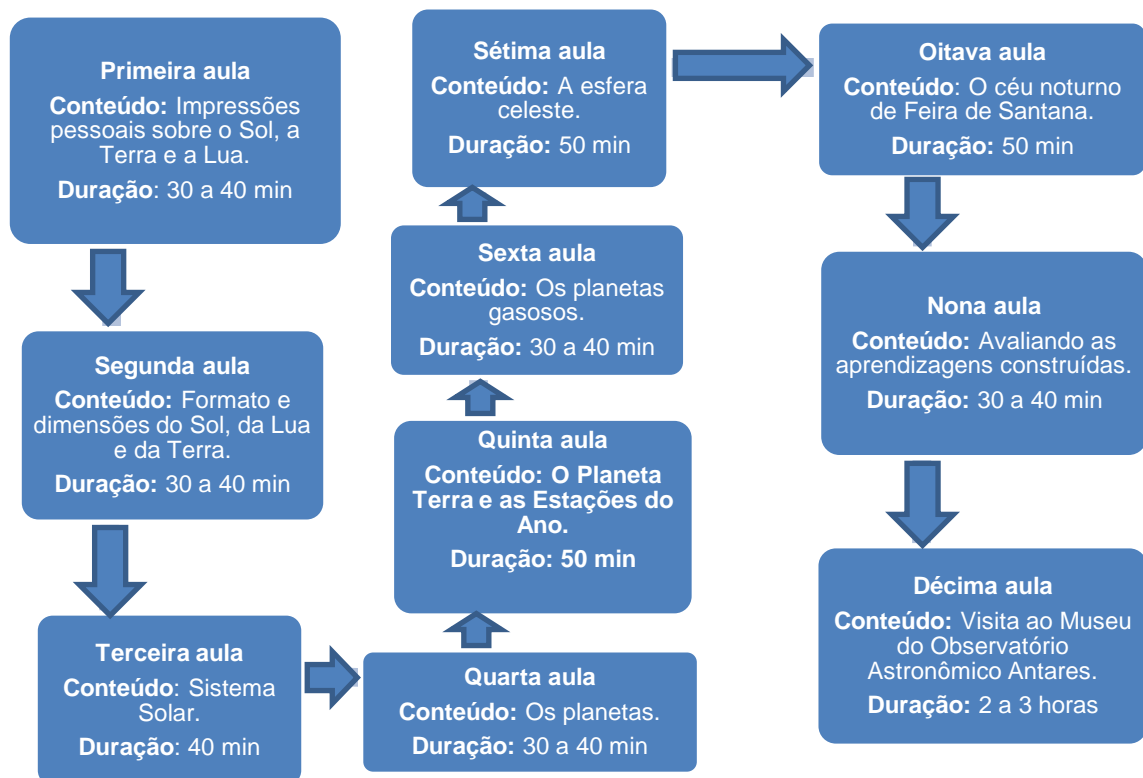 Primeira aula
Conteúdo: Impressões
pessoais sobre o Sol, a
Terra e a Lua.
Duração: 30 a 40 min
Segunda aula
Conteúdo: Formato e
dimensões do Sol, da Lua
e da Terra.
Duração: 30 a 40 min
Terceira aula
Conteúdo: Sistema
Solar.
Duração: 40 min
Quarta aula
Conteúdo: Os planetas.
Duração: 30 a 40 min
Quinta aula
Conteúdo: O Planeta
Terra e as Estações do
Ano.
Duração: 50 min
Sexta aula
Conteúdo: Os planetas
gasosos.
Duração: 30 a 40 min
Sétima aula
Conteúdo: A esfera
celeste.
Duração: 50 min
Oitava aula
Conteúdo: O céu noturno
de Feira de Santana.
Duração: 50 min
Nona aula
Conteúdo: Avaliando as
aprendizagens construídas.
Duração: 30 a 40 min
Décima aula
Conteúdo: Visita ao Museu
do Observatório
Astronômico Antares.
Duração: 2 a 3 horas